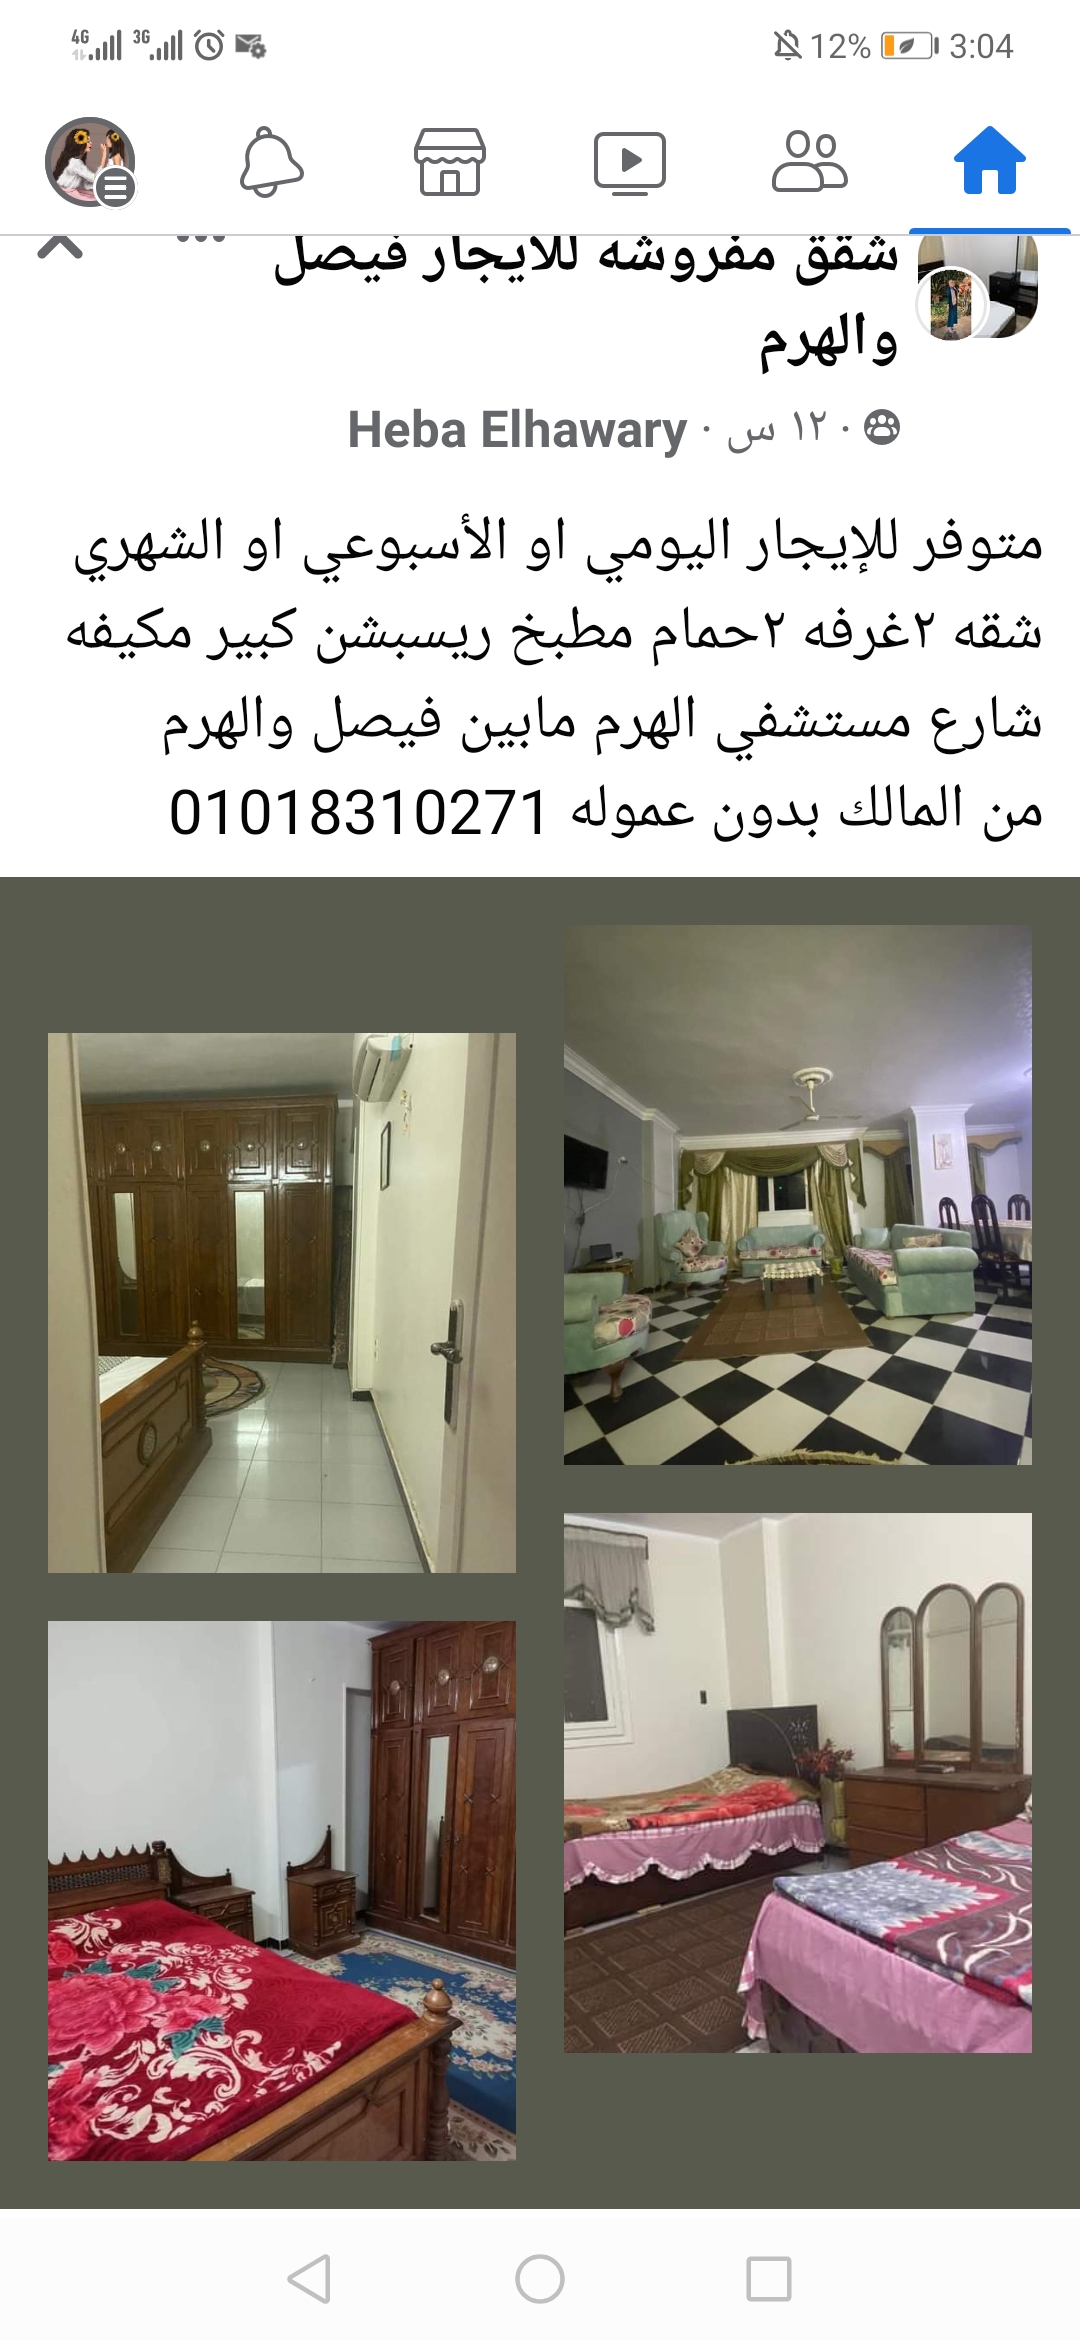 4G 3G 12% 3:04
شقق مفروشه للايجار فيصل
والهرم
Heba Elhawary · ١٢ س ·
متوفر للإيجار اليومي او الأسبوعي او الشهري
شقه ٢غرفه ٢حمام مطبخ ريسبشن كبير مكيفه
شارع مستشفي الهرم مابين فيصل والهرم
من المالك بدون عموله 01018310271